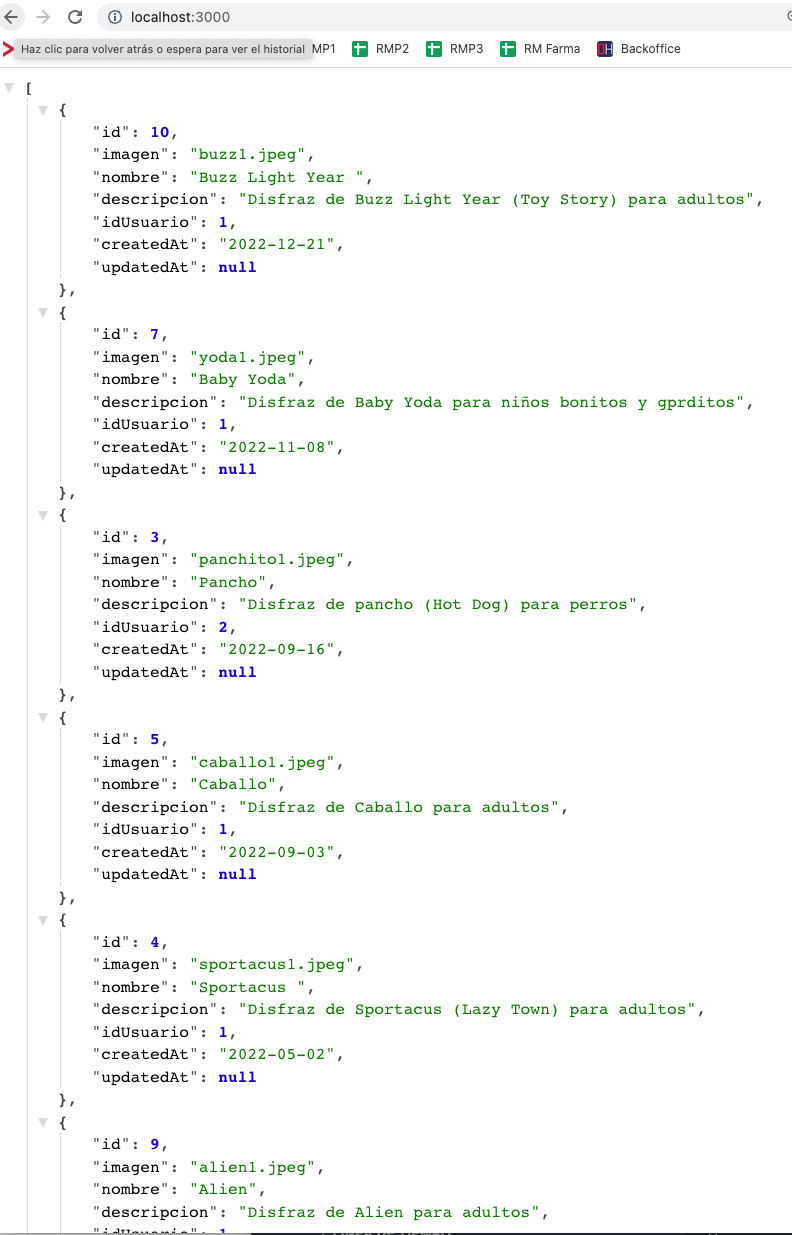 localhost:3000
Haz clic para volver atrás o espera para ver el historial MP1 RMP2 RMP3 RM Farma Backoffice
[
{
"id": 10,
"imagen": "buzz1.jpeg",
"nombre": "Buzz Light Year ",
"descripcion": "Disfraz de Buzz Light Year (Toy Story) para adultos",
"idUsuario": 1,
"createdAt": "2022-12-21",
"updatedAt": null
},
{
"id": 7,
"imagen": "yoda1.jpeg",
"nombre": "Baby Yoda",
"descripcion": "Disfraz de Baby Yoda para niños bonitos y gprditos",
"idUsuario": 1,
"createdAt": "2022-11-08",
"updatedAt": null
},
{
"id": 3,
"imagen": "panchito1.jpeg",
"nombre": "Pancho",
"descripcion": "Disfraz de pancho (Hot Dog) para perros",
"idUsuario": 2,
"createdAt": "2022-09-16",
"updatedAt": null
},
{
"id": 5,
"imagen": "caballo1.jpeg",
"nombre": "Caballo",
"descripcion": "Disfraz de Caballo para adultos",
"idUsuario": 1,
"createdAt": "2022-09-03",
"updatedAt": null
},
{
"id": 4,
"imagen": "sportacus1.jpeg",
"nombre": "Sportacus ",
"descripcion": "Disfraz de Sportacus (Lazy Town) para adultos",
"idUsuario": 1,
"createdAt": "2022-05-02",
"updatedAt": null
},
{
"id": 9,
"imagen": "alien1.jpeg",
"nombre": "Alien",
"descripcion": "Disfraz de Alien para adultos",
"idUsuario": 1